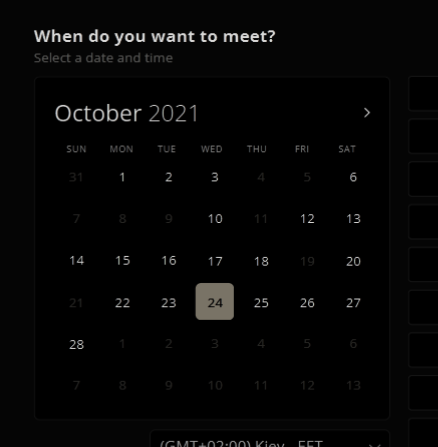 When do you want to meet?
Select a date and time
October 2021
SUN MON TUE WED THU FRI SAT
31 1 2 3 4 5 6
7 8 9 10 11 12 13
14 15 16 17 18 19 20
21 22 23 24 25 26 27
28 1 2 3 4 5 6
7 8 9 10 11 12 13
(GMT+02:00) Kiev EET